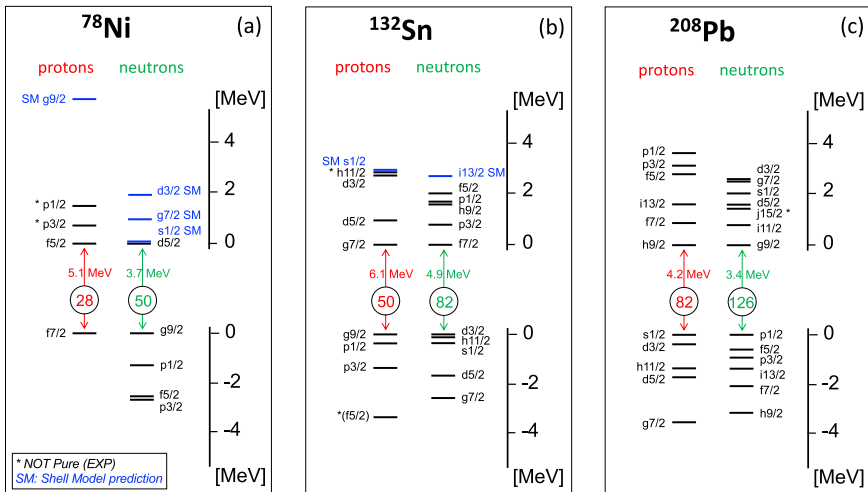 78Ni
(a)
protons
neutrons
[MeV]
SM g9/2
4
2
0
* p1/2
* p3/2
f5/2
d3/2 SM
g7/2 SM
s1/2 SM
d5/2
5.1 MeV
3.7 MeV
28
50
f7/2
g9/2
p1/2
f5/2
p3/2
0
-2
-4
[MeV]
* NOT Pure (EXP)
SM: Shell Model prediction
132Sn
(b)
protons
neutrons
[MeV]
4
2
0
SM s1/2
* h11/2
d3/2
d5/2
g7/2
i13/2 SM
f5/2
p1/2
h9/2
p3/2
f7/2
6.1 MeV
4.9 MeV
50
82
g9/2
p1/2
p3/2
*(f5/2)
d3/2
h11/2
s1/2
d5/2
g7/2
0
-2
-4
[MeV]
208Pb
(c)
protons
neutrons
[MeV]
4
2
0
p1/2
p3/2
f5/2
i13/2
f7/2
h9/2
d3/2
g7/2
s1/2
d5/2
j15/2 *
i11/2
g9/2
4.2 MeV
3.4 MeV
82
126
s1/2
d3/2
h11/2
d5/2
g7/2
p1/2
f5/2
p3/2
i13/2
f7/2
h9/2
0
-2
-4
[MeV]